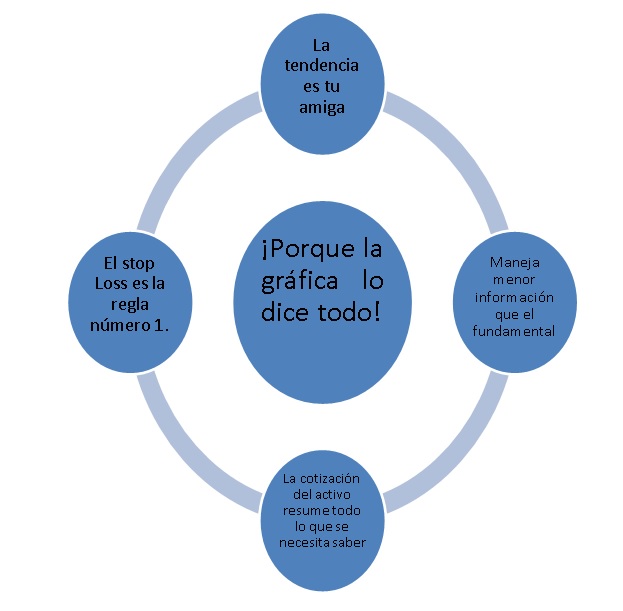 La
tendencia
es tu
amiga
¡Porque la
gráfica lo
dice todo!
El stop
Loss es la
regla
número 1.
Maneja
menor
información
que el
fundamental
La cotización
del activo
resume todo
lo que se
necesita saber